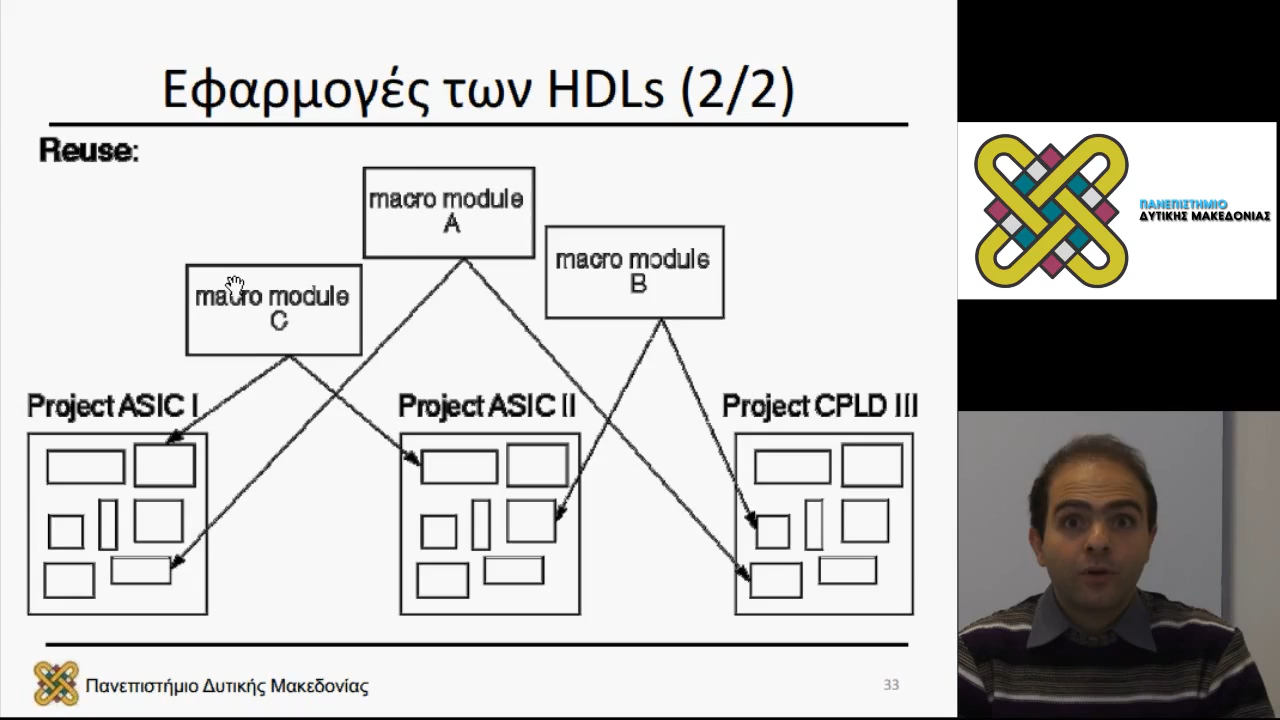 Εφαρμογές των HDLs (2/2)
Reuse:
macro module
A
macro module
B
macro module
C
Project ASIC I
Project ASIC II
Project CPLD III
Πανεπιστήμιο Δυτικής Μακεδονίας
33
ΠΑΝΕΠΙΣΤΗΜΙΟ
ΔΥΤΙΚΗΣ ΜΑΚΕΔΟΝΙΑΣ